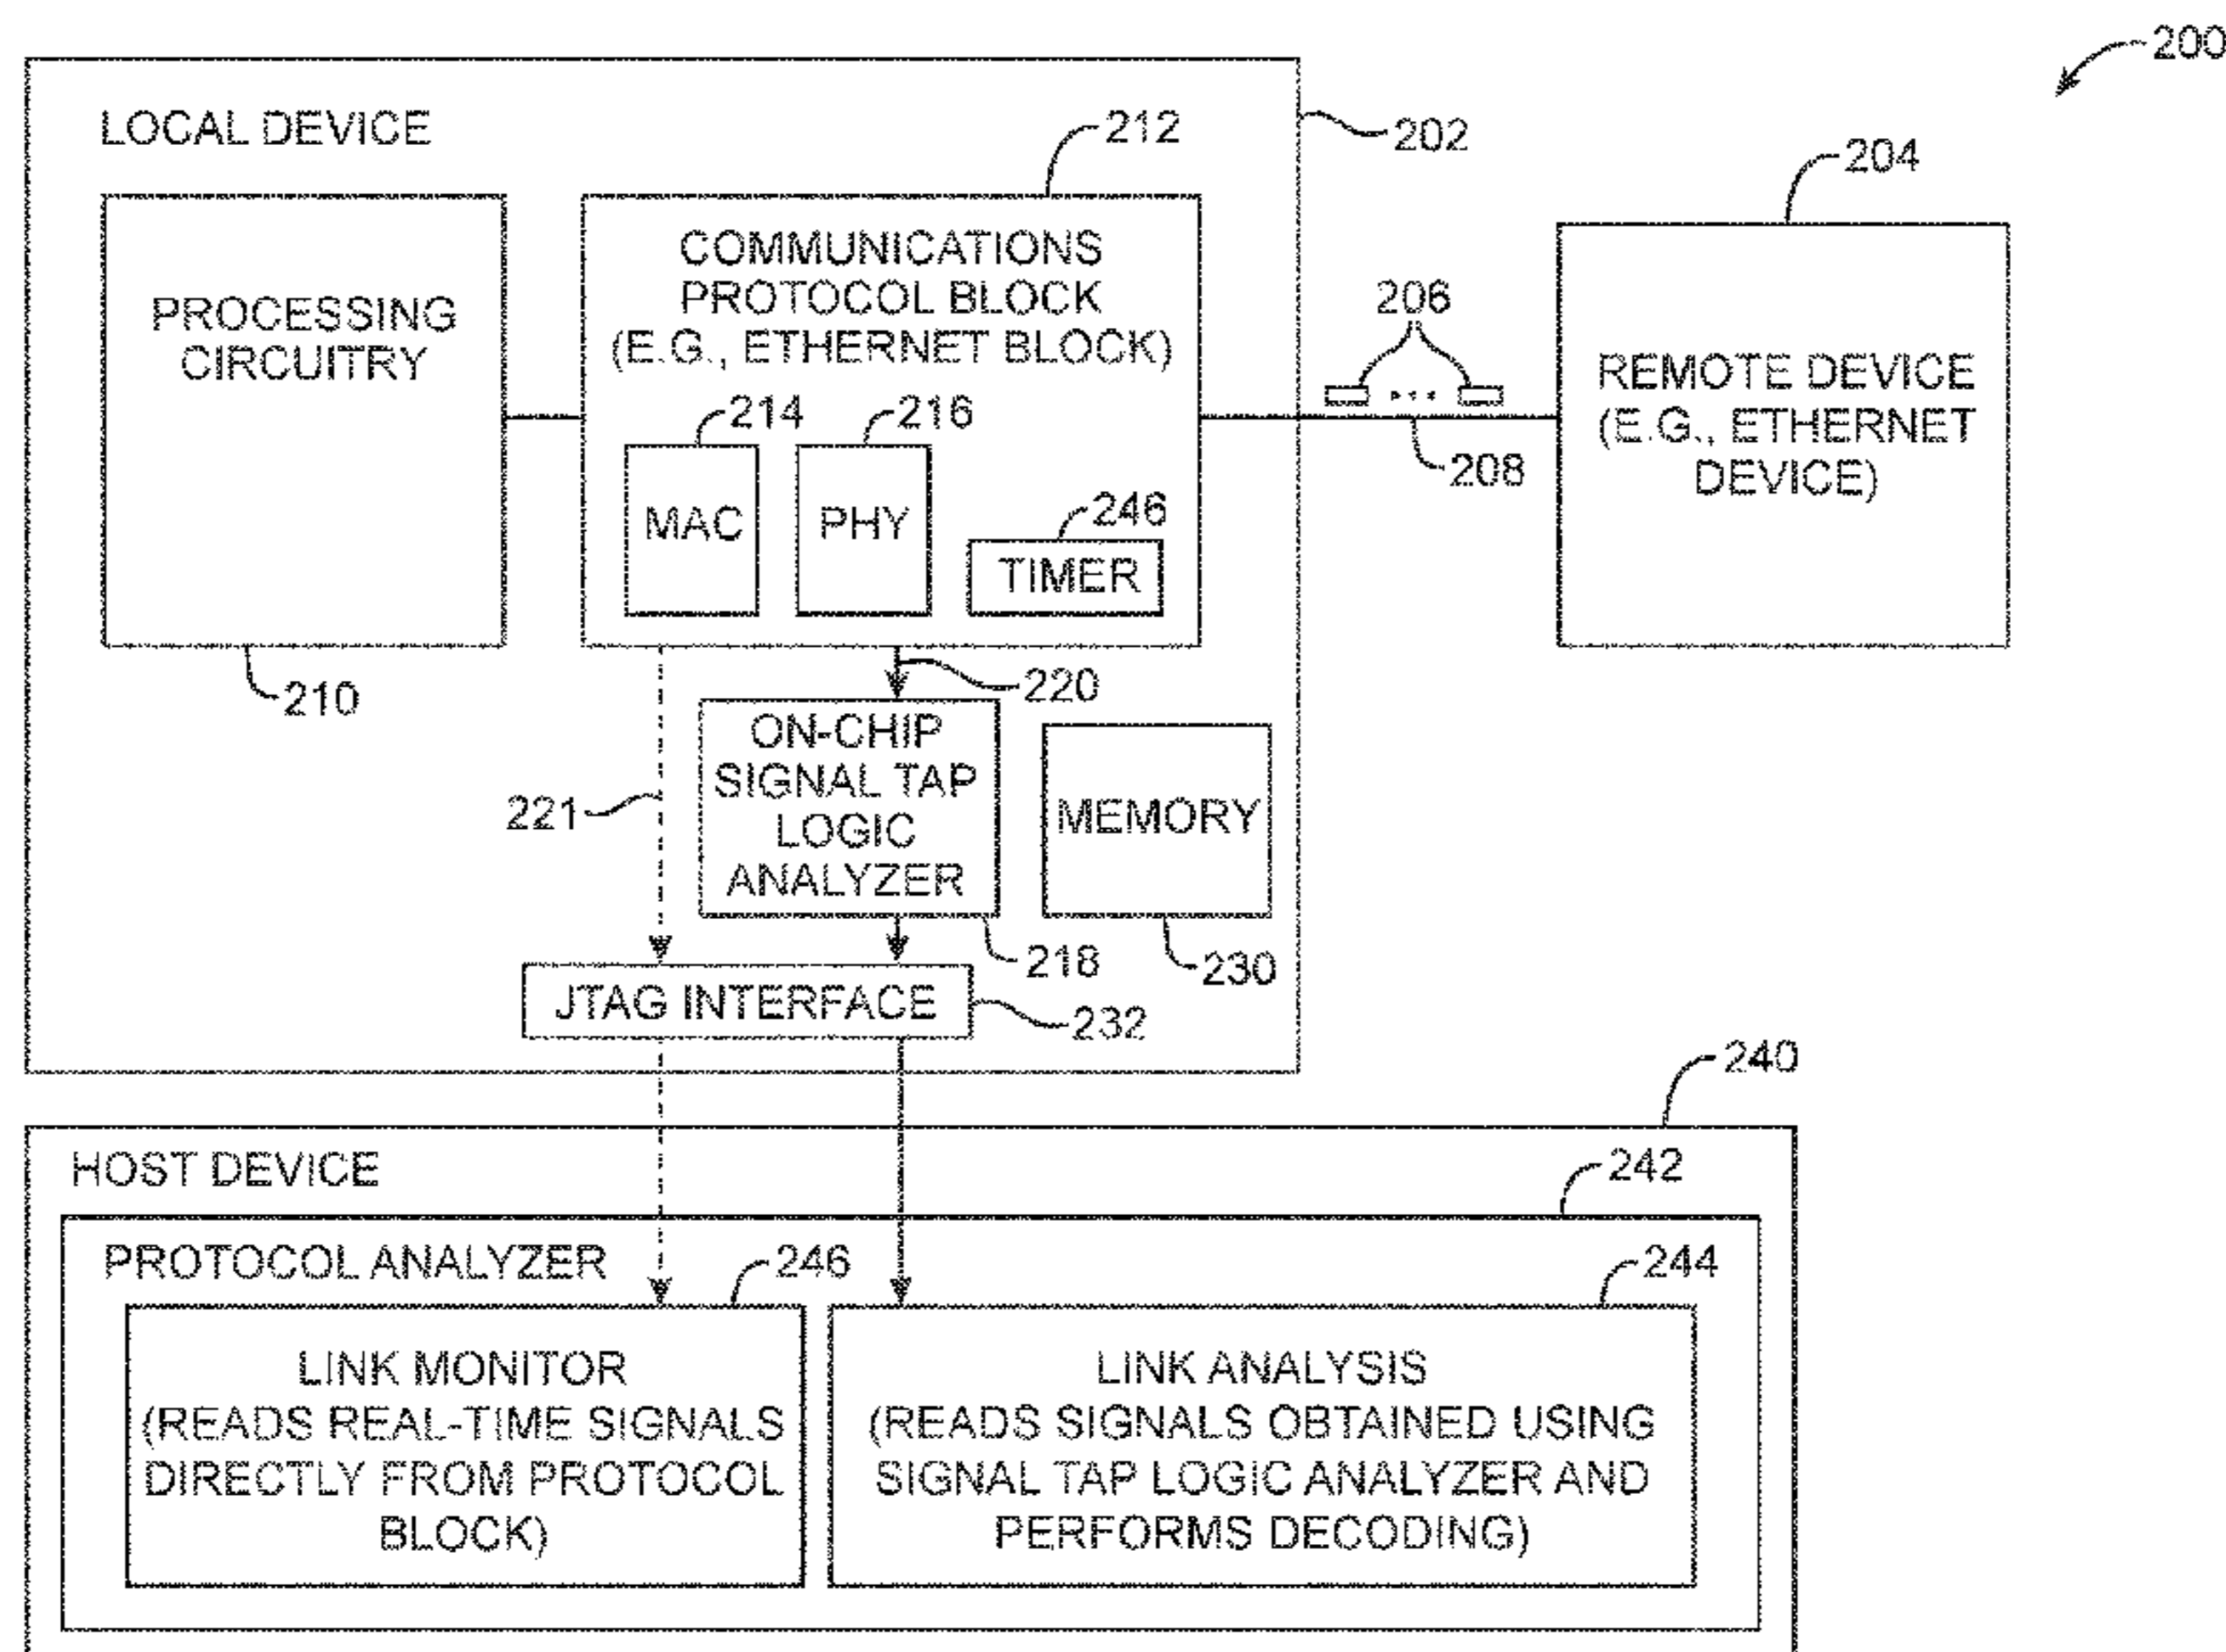 200
LOCAL DEVICE
212
202
204
PROCESSING
CIRCUITRY
COMMUNICATIONS
PROTOCOL BLOCK
(E.G., ETHERNET BLOCK)
206
REMOTE DEVICE
(E.G., ETHERNET
DEVICE)
214
216
208
MAC
PHY
246
TIMER
210
220
ON-CHIP
SIGNAL TAP
LOGIC
ANALYZER
221
MEMORY
218
230
JTAG INTERFACE
232
240
HOST DEVICE
242
PROTOCOL ANALYZER
246
244
LINK MONITOR
(READS REAL-TIME SIGNALS
DIRECTLY FROM PROTOCOL
BLOCK)
LINK ANALYSIS
(READS SIGNALS OBTAINED USING
SIGNAL TAP LOGIC ANALYZER AND
PERFORMS DECODING)